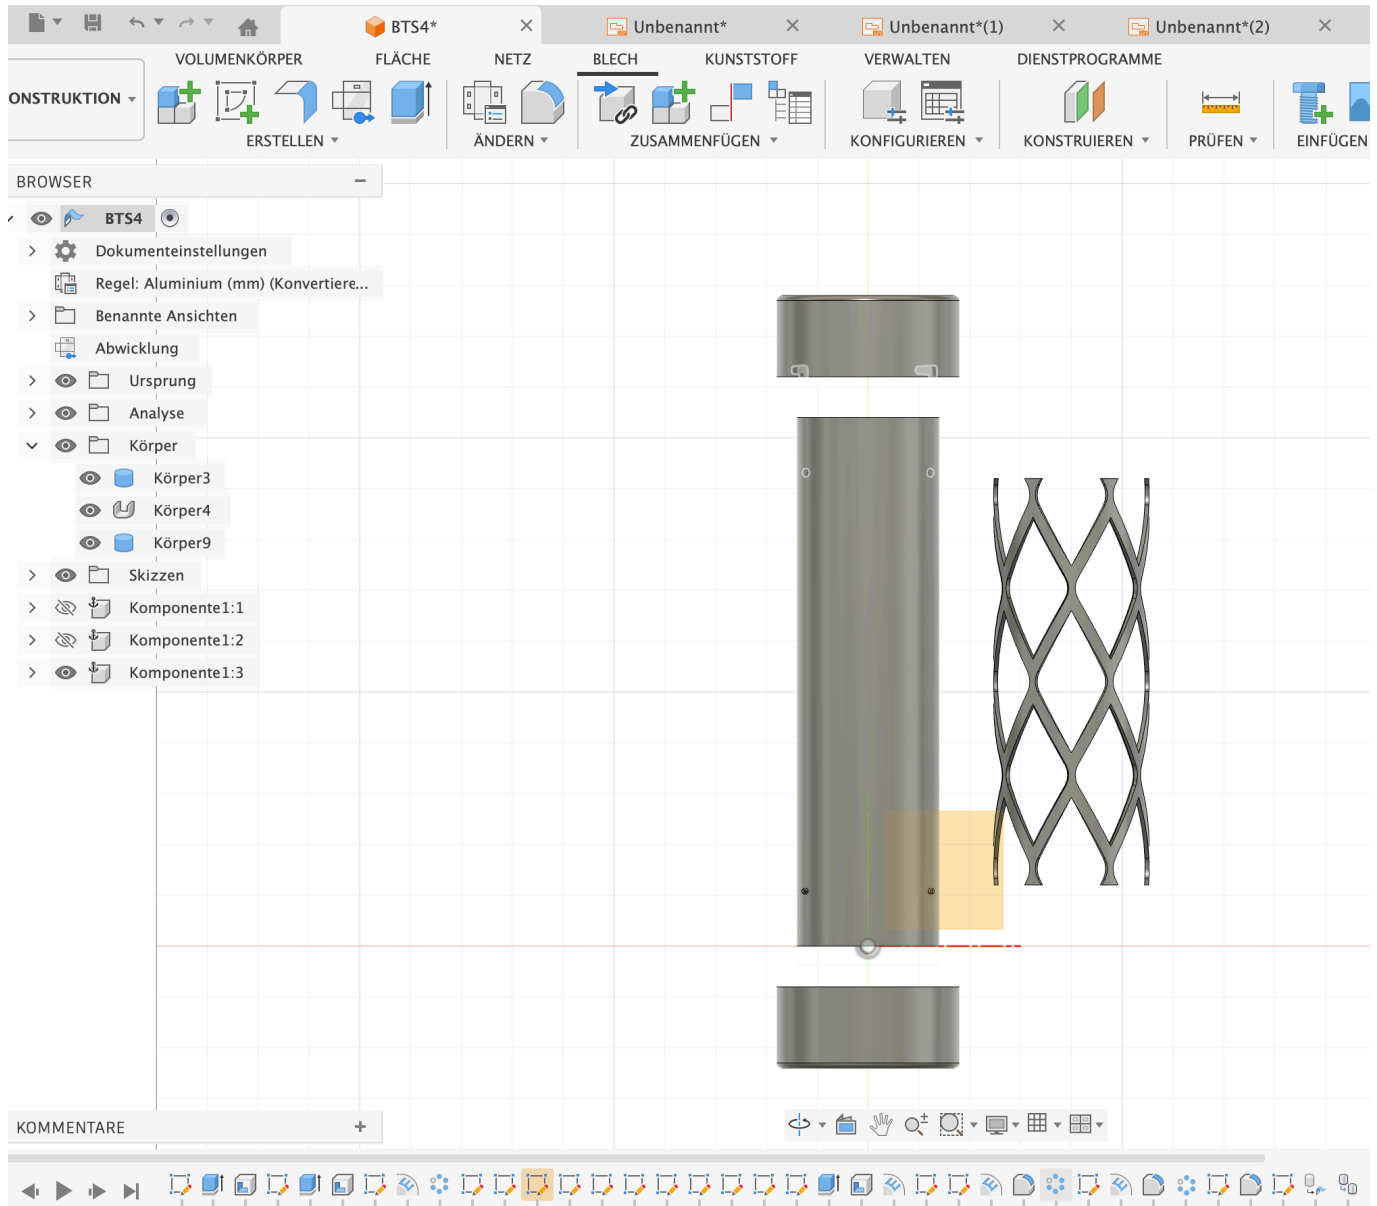 BTS4*
Unbenannt*
Unbenannt*(1)
Unbenannt*(2)
VOLUMENKÖRPER
FLÄCHE
NETZ
BLECH
KUNSTSTOFF
VERWALTEN
DIENSTPROGRAMME
ONSTRUKTION
ERSTELLEN
ÄNDERN
ZUSAMMENFÜGEN
KONFIGURIEREN
KONSTRUIEREN
PRÜFEN
EINFÜGEN
BROWSER
BTS4
Dokumenteinstellungen
Regel: Aluminium (mm) (Konvertiere...
Benannte Ansichten
Abwicklung
Ursprung
Analyse
Körper
Körper3
Körper4
Körper9
Skizzen
Komponente1:1
Komponente1:2
Komponente1:3
KOMMENTARE